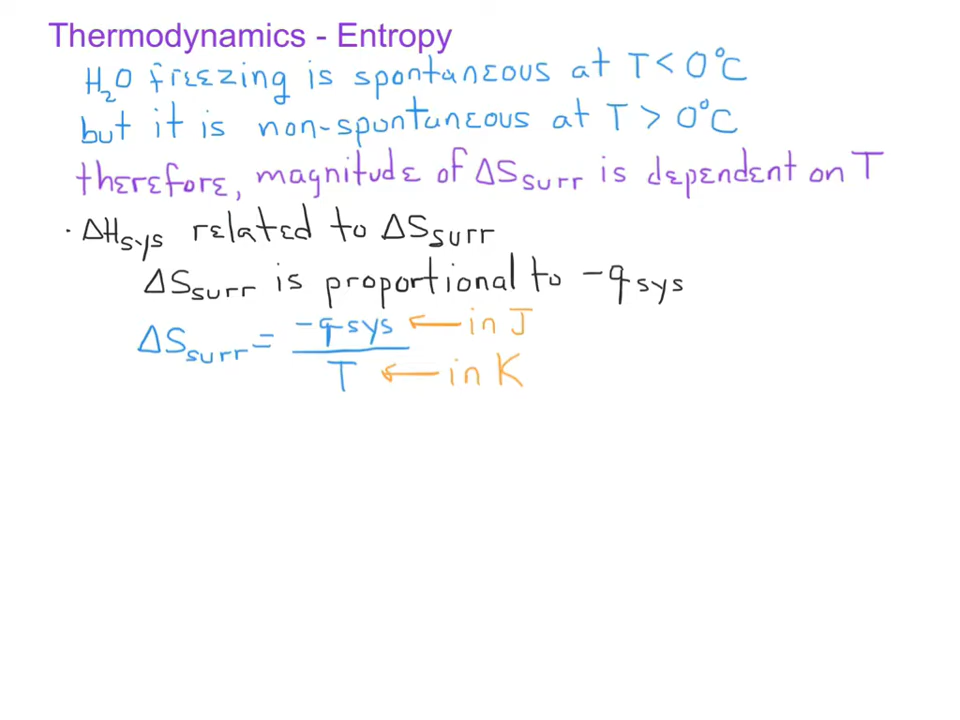 Thermodynamics - Entropy
H₂O freezing is spontaneous at T < 0°C
but it is non-spontaneous at T > 0°C
therefore, magnitude of ΔSsurr is dependent on T
· ΔHsys related to ΔSsurr
ΔSsurr is proportional to -qsys
ΔSsurr = -qsys / T
← in J
← in K